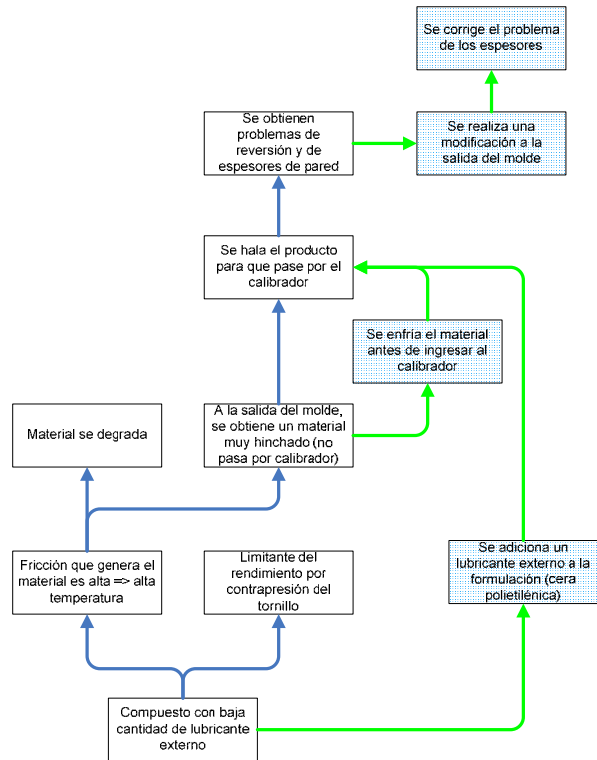 Se corrige el problema
de los espesores
Se obtienen
problemas de
reversión y de
espesores de pared
Se realiza una
modificación a la
salida del molde
Se hala el producto
para que pase por el
calibrador
Se enfría el material
antes de ingresar al
calibrador
Material se degrada
A la salida del molde,
se obtiene un material
muy hinchado (no
pasa por calibrador)
Fricción que genera el
material es alta => alta
temperatura
Limitante del
rendimiento por
contrapresión del
tornillo
Se adiciona un
lubricante externo a la
formulación (cera
polietilénica)
Compuesto con baja
cantidad de lubricante
externo